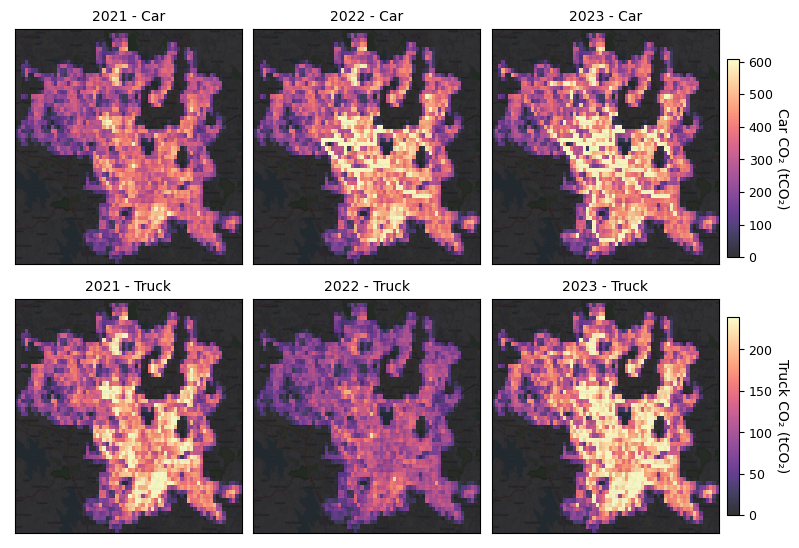 2021 - Car
2022 - Car
2023 - Car
600
500
400
300
200
100
0
Car CO₂ (tCO₂)
2021 - Truck
2022 - Truck
2023 - Truck
200
150
100
50
0
Truck CO₂ (tCO₂)